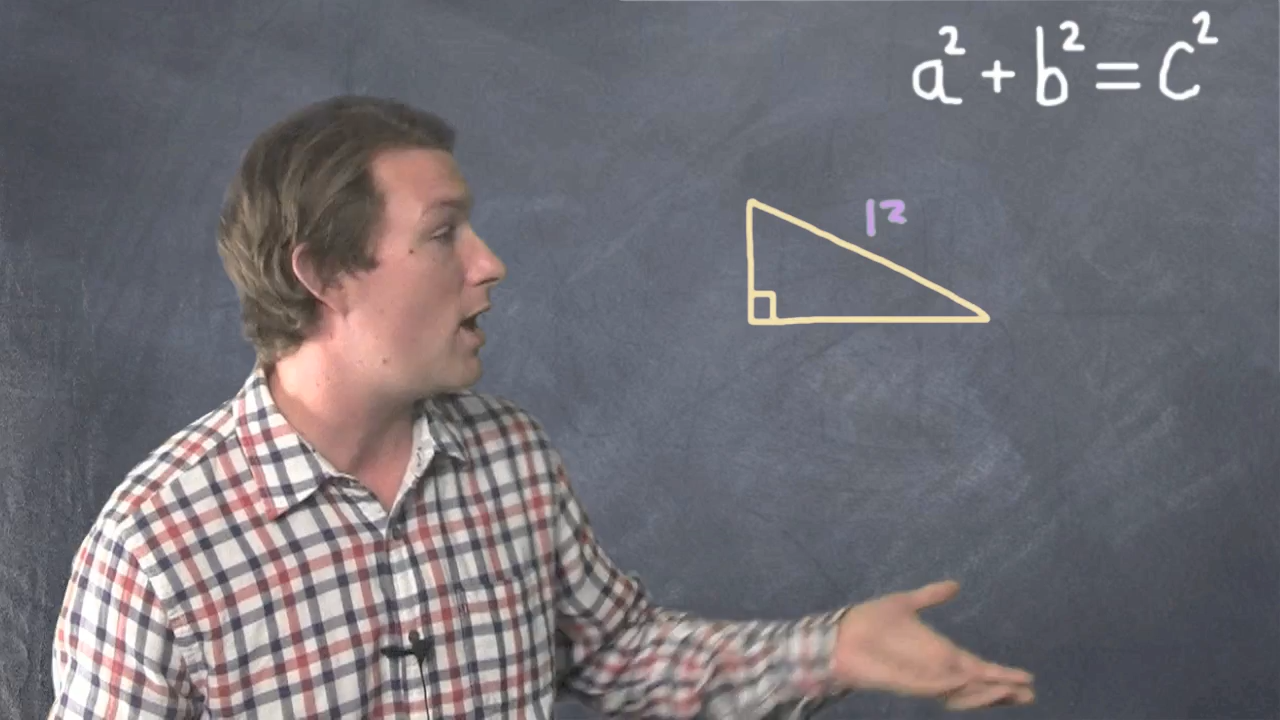 a² + b² = c²
12